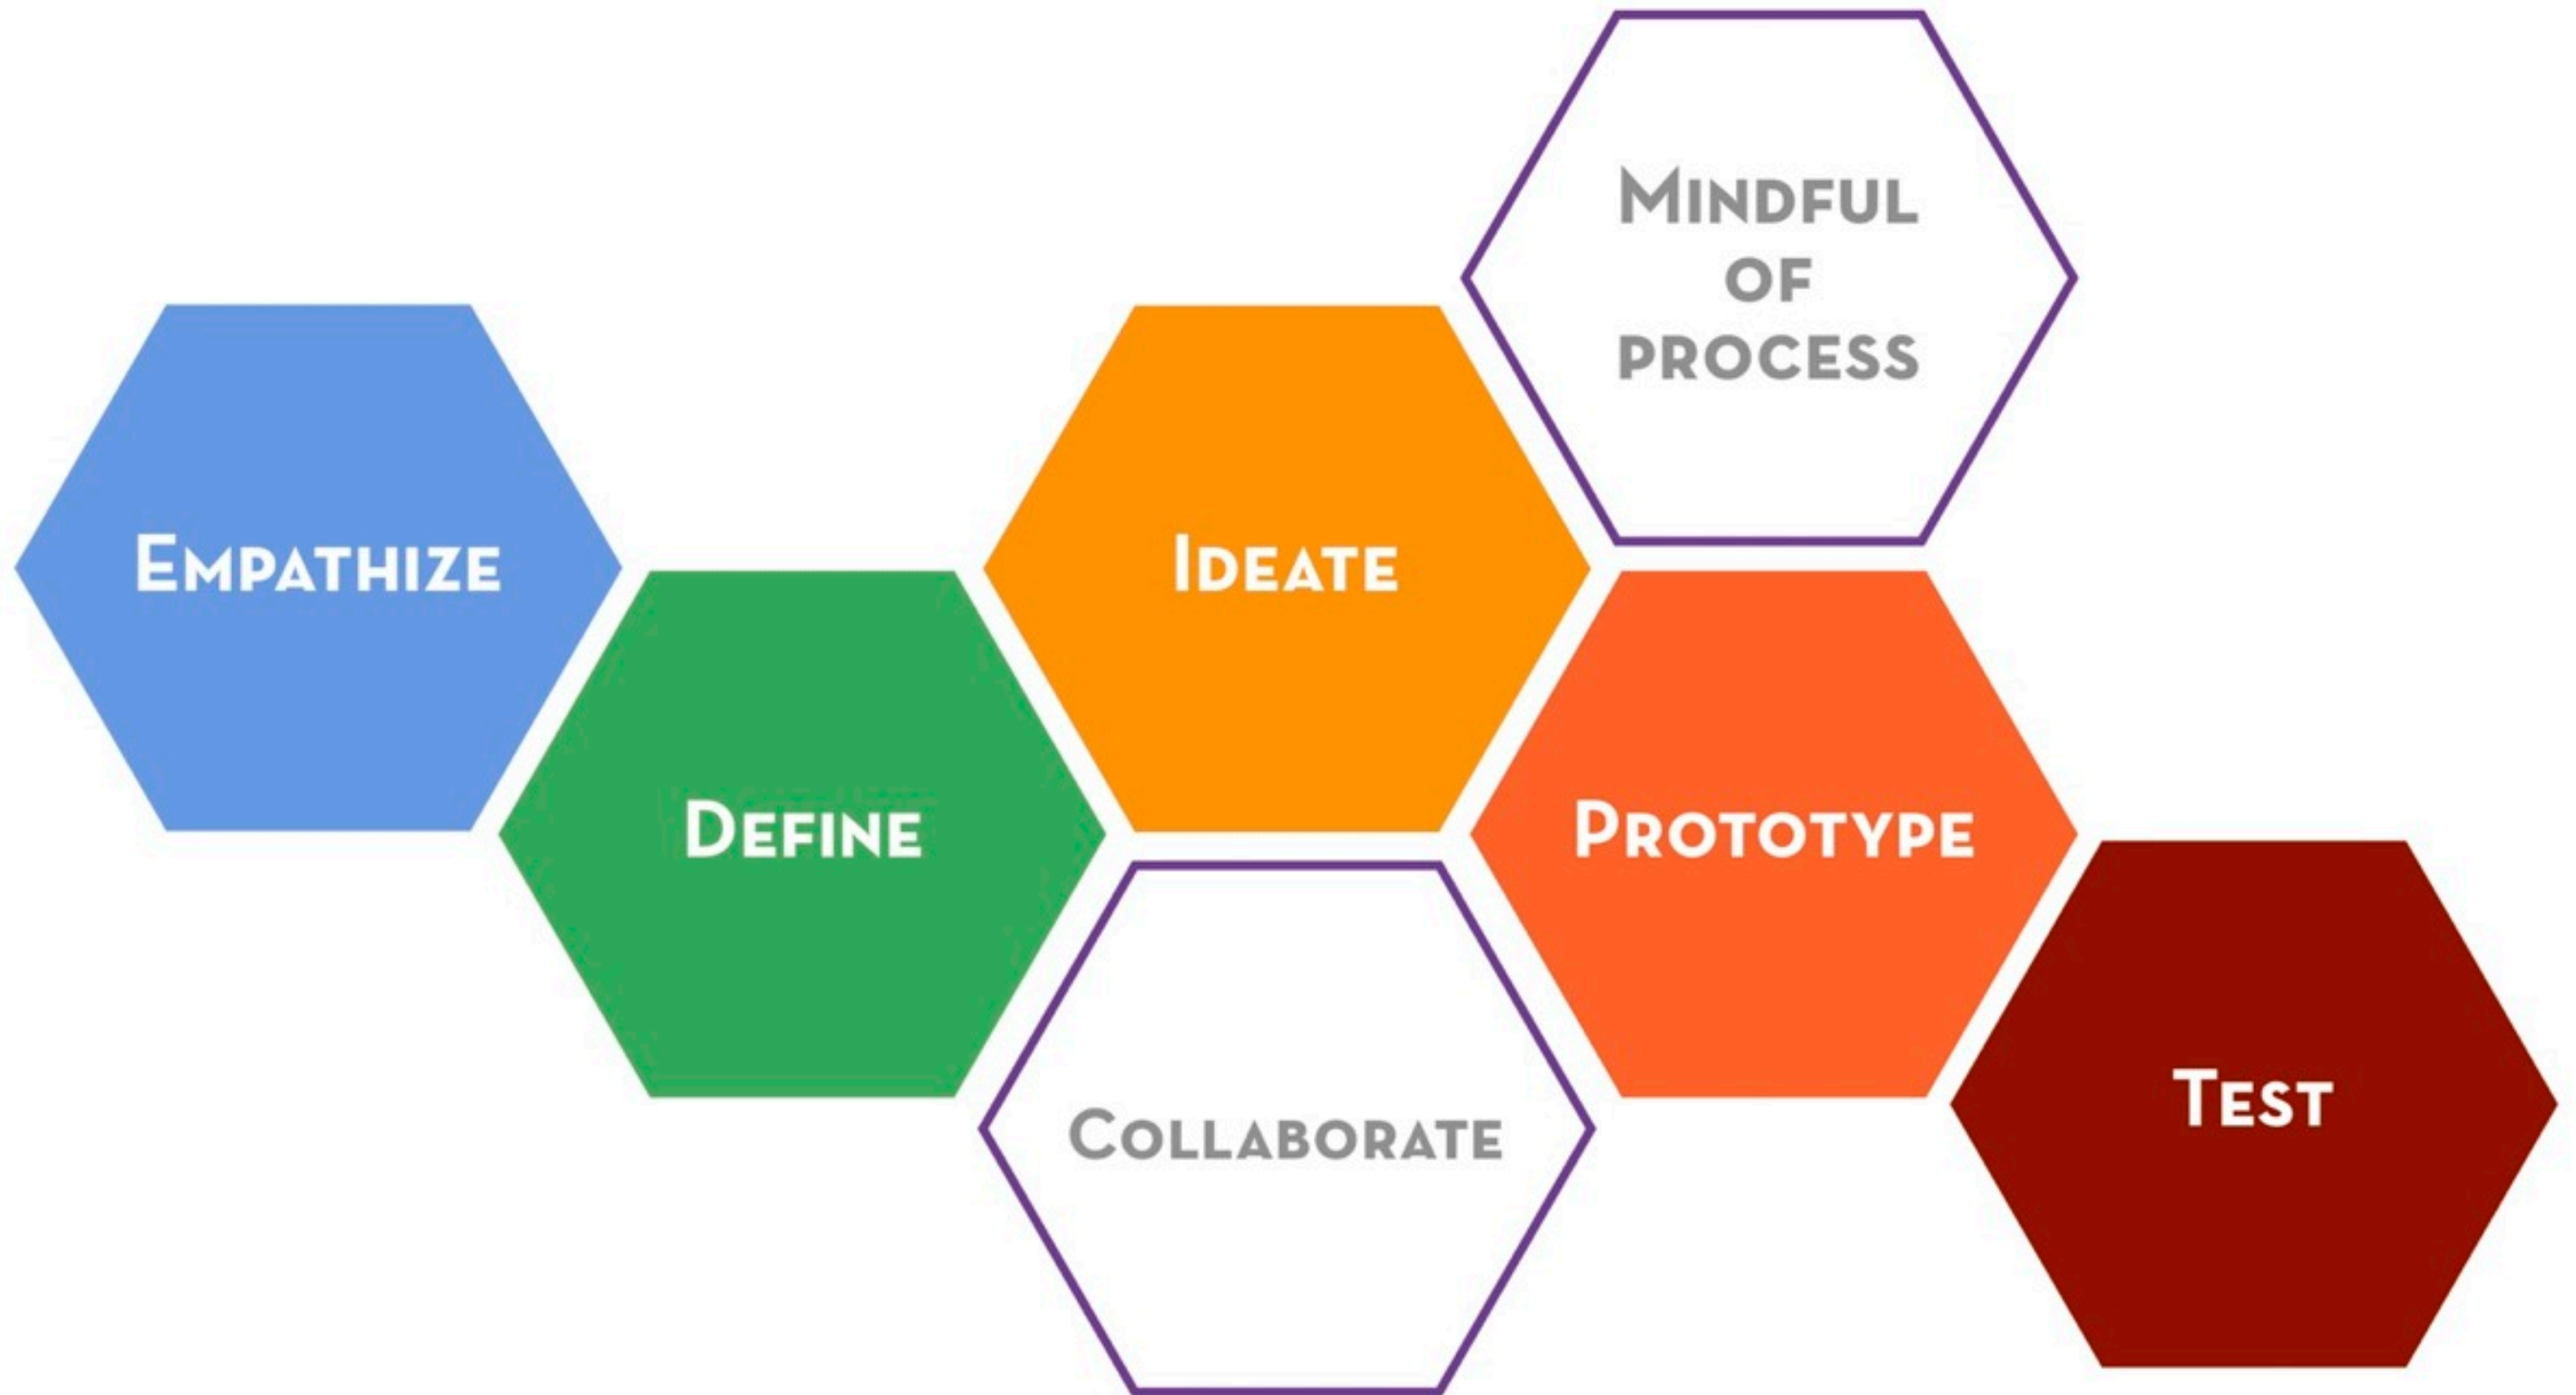 Mindful
of
process
Empathize
Ideate
Define
Prototype
Test
Collaborate